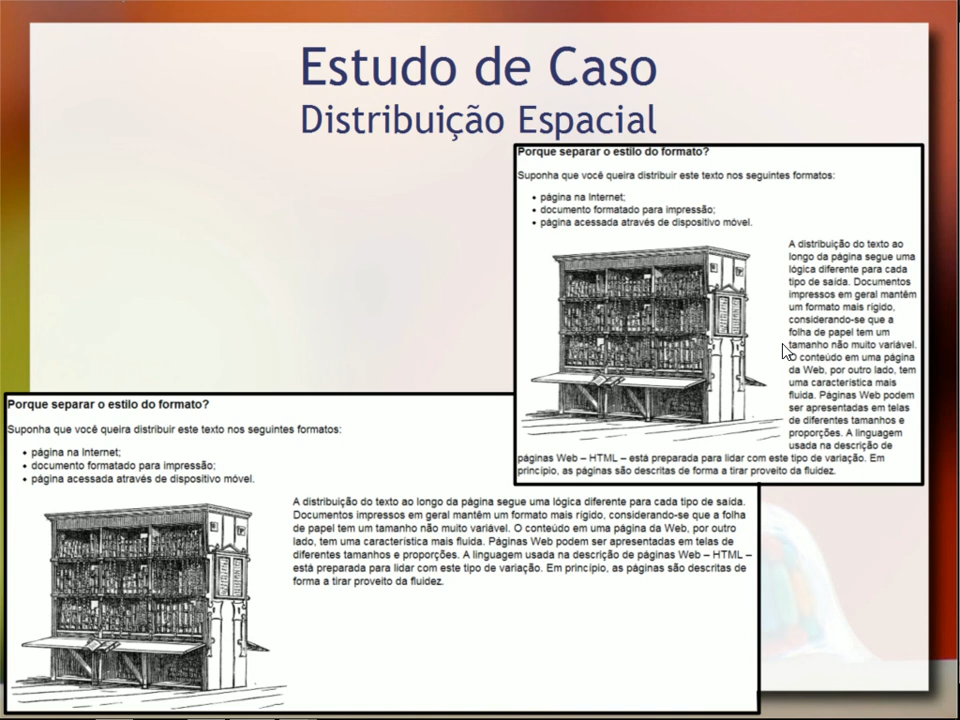 Estudo de Caso
Distribuição Espacial
Porque separar o estilo do formato?
Suponha que você queira distribuir este texto nos seguintes formatos:
• página na Internet;
• documento formatado para impressão;
• página acessada através de dispositivo móvel.
A distribuição do texto ao
longo da página segue uma
lógica diferente para cada
tipo de saída. Documentos
impressos em geral mantém
um formato mais rígido,
considerando-se que a
folha de papel tem um
tamanho não muito variável.
O conteúdo em uma página
da Web, por outro lado, tem
uma característica mais
fluida. Páginas Web podem
ser apresentadas em telas
de diferentes tamanhos e
proporções. A linguagem
usada na descrição de
páginas Web – HTML – está preparada para lidar com este tipo de variação. Em
princípio, as páginas são descritas de forma a tirar proveito da fluidez.
Porque separar o estilo do formato?
Suponha que você queira distribuir este texto nos seguintes formatos:
• página na Internet;
• documento formatado para impressão;
• página acessada através de dispositivo móvel.
A distribuição do texto ao longo da página segue uma lógica diferente para cada tipo de saída.
Documentos impressos em geral mantém um formato mais rígido, considerando-se que a folha
de papel tem um tamanho não muito variável. O conteúdo em uma página da Web, por outro
lado, tem uma característica mais fluida. Páginas Web podem ser apresentadas em telas de
diferentes tamanhos e proporções. A linguagem usada na descrição de páginas Web – HTML –
está preparada para lidar com este tipo de variação. Em princípio, as páginas são descritas de
forma a tirar proveito da fluidez.